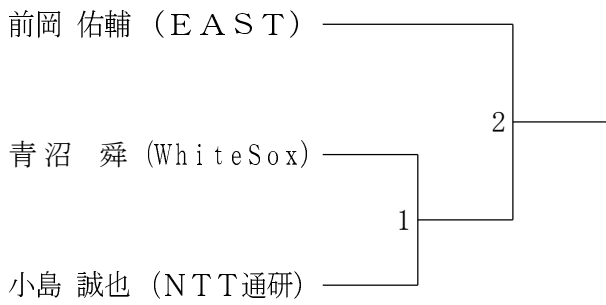 前岡 佑輔 (ＥＡＳＴ)
2
青沼 舜 (WhiteSox)
1
小島 誠也 (ＮＴＴ通研)